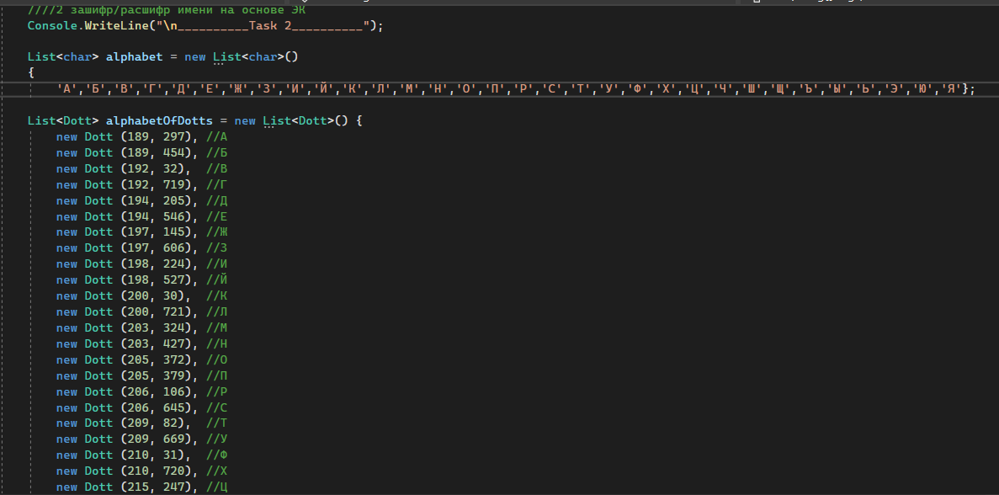 ////2 зашифр/расшифр имени на основе ЭК
Console.WriteLine("\n__________Task 2__________");
List<char> alphabet = new List<char>()
{
'А','Б','В','Г','Д','Е','Ж','З','И','Й','К','Л','М','Н','О','П','Р','С','Т','У','Ф','Х','Ц','Ч','Ш','Щ','Ъ','Ы','Ь','Э','Ю','Я'};
List<Dott> alphabetOfDotts = new List<Dott>() {
new Dott (189, 297), //А
new Dott (189, 454), //Б
new Dott (192, 32), //В
new Dott (192, 719), //Г
new Dott (194, 205), //Д
new Dott (194, 546), //Е
new Dott (197, 145), //Ж
new Dott (197, 606), //З
new Dott (198, 224), //И
new Dott (198, 527), //Й
new Dott (200, 30), //К
new Dott (200, 721), //Л
new Dott (203, 324), //М
new Dott (203, 427), //Н
new Dott (205, 372), //О
new Dott (205, 379), //П
new Dott (206, 106), //Р
new Dott (206, 645), //С
new Dott (209, 82), //Т
new Dott (209, 669), //У
new Dott (210, 31), //Ф
new Dott (210, 720), //Х
new Dott (215, 247), //Ц